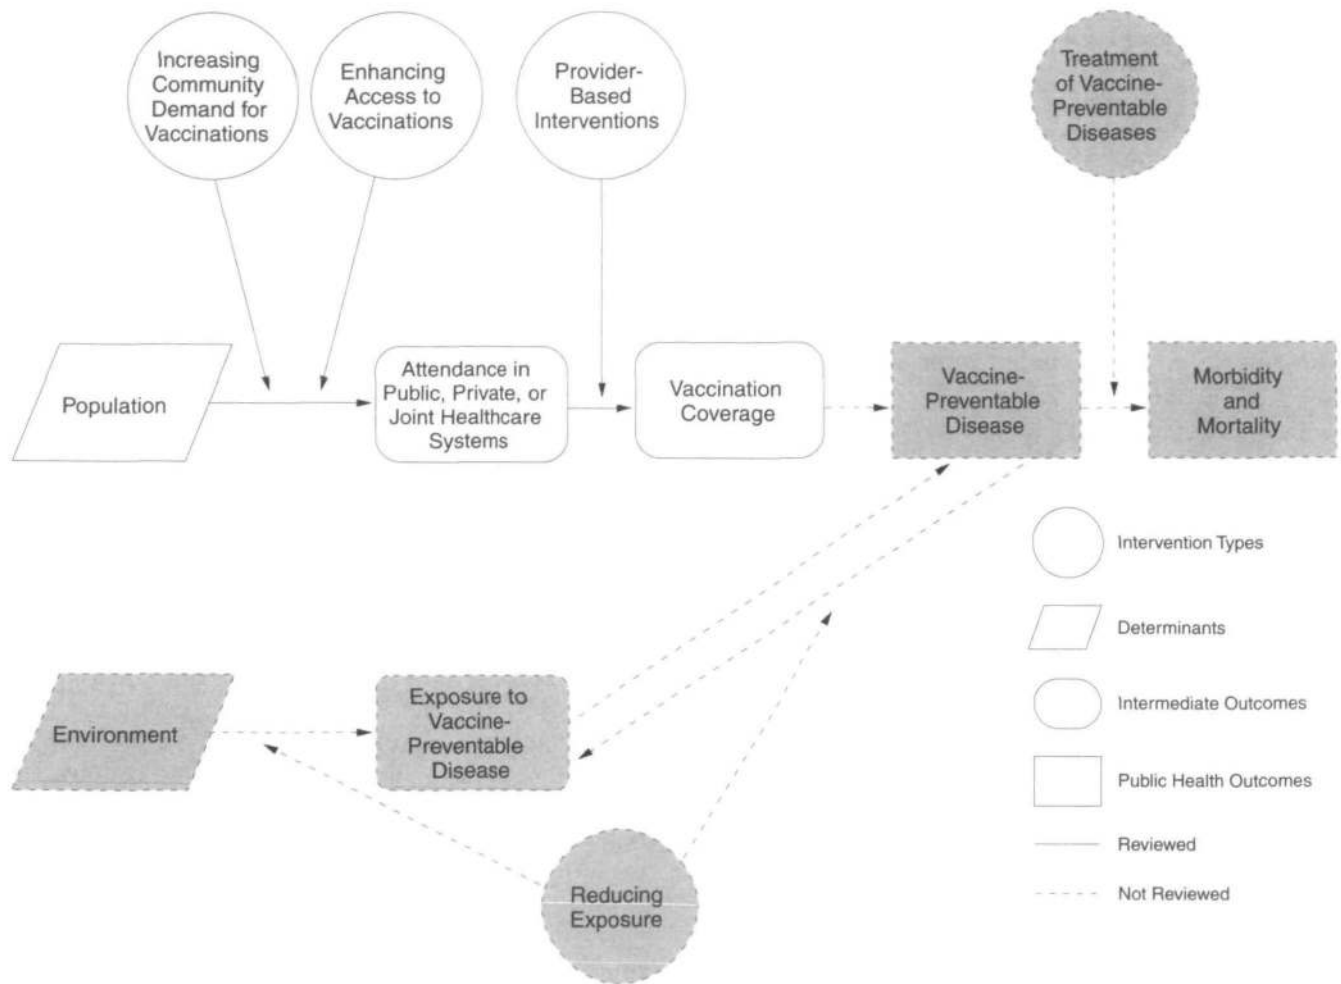 Increasing
Community
Demand for
Vaccinations
Enhancing
Access to
Vaccinations
Provider-
Based
Interventions
Treatment
of Vaccine-
Preventable
Diseases
Population
Attendance in
Public, Private, or
Joint Healthcare
Systems
Vaccination
Coverage
Vaccine-
Preventable
Disease
Morbidity
and
Mortality
Intervention Types
Determinants
Intermediate Outcomes
Public Health Outcomes
Reviewed
Not Reviewed
Environment
Exposure to
Vaccine-
Preventable
Disease
Reducing
Exposure